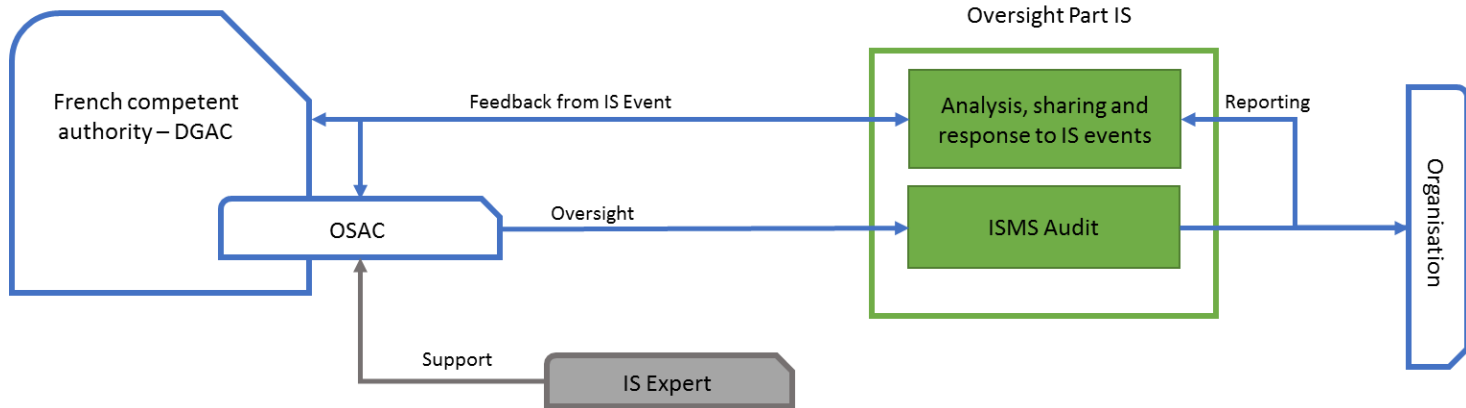 Oversight Part IS
French competent
authority – DGAC
Feedback from IS Event
Analysis, sharing and
response to IS events
Reporting
Organisation
OSAC
Oversight
ISMS Audit
Support
IS Expert